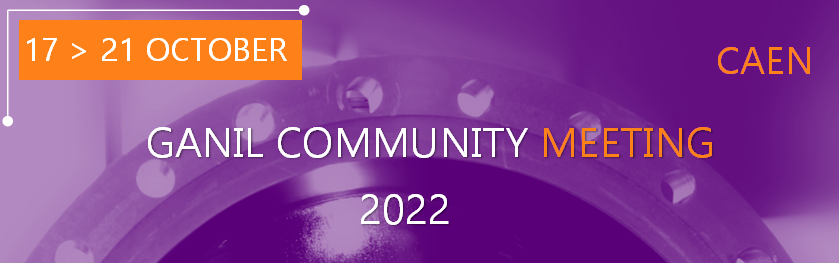 17 > 21 OCTOBER
CAEN
GANIL COMMUNITY MEETING
2022